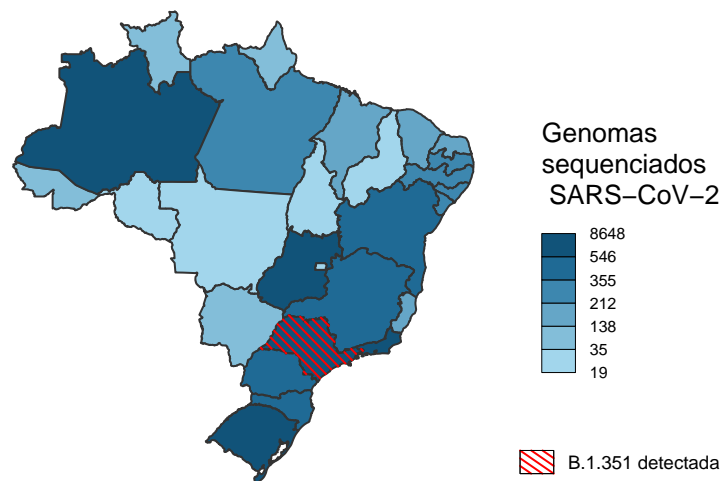 Genomas
sequenciados
SARS−CoV−2
8648
546
355
212
138
35
19
B.1.351 detectada